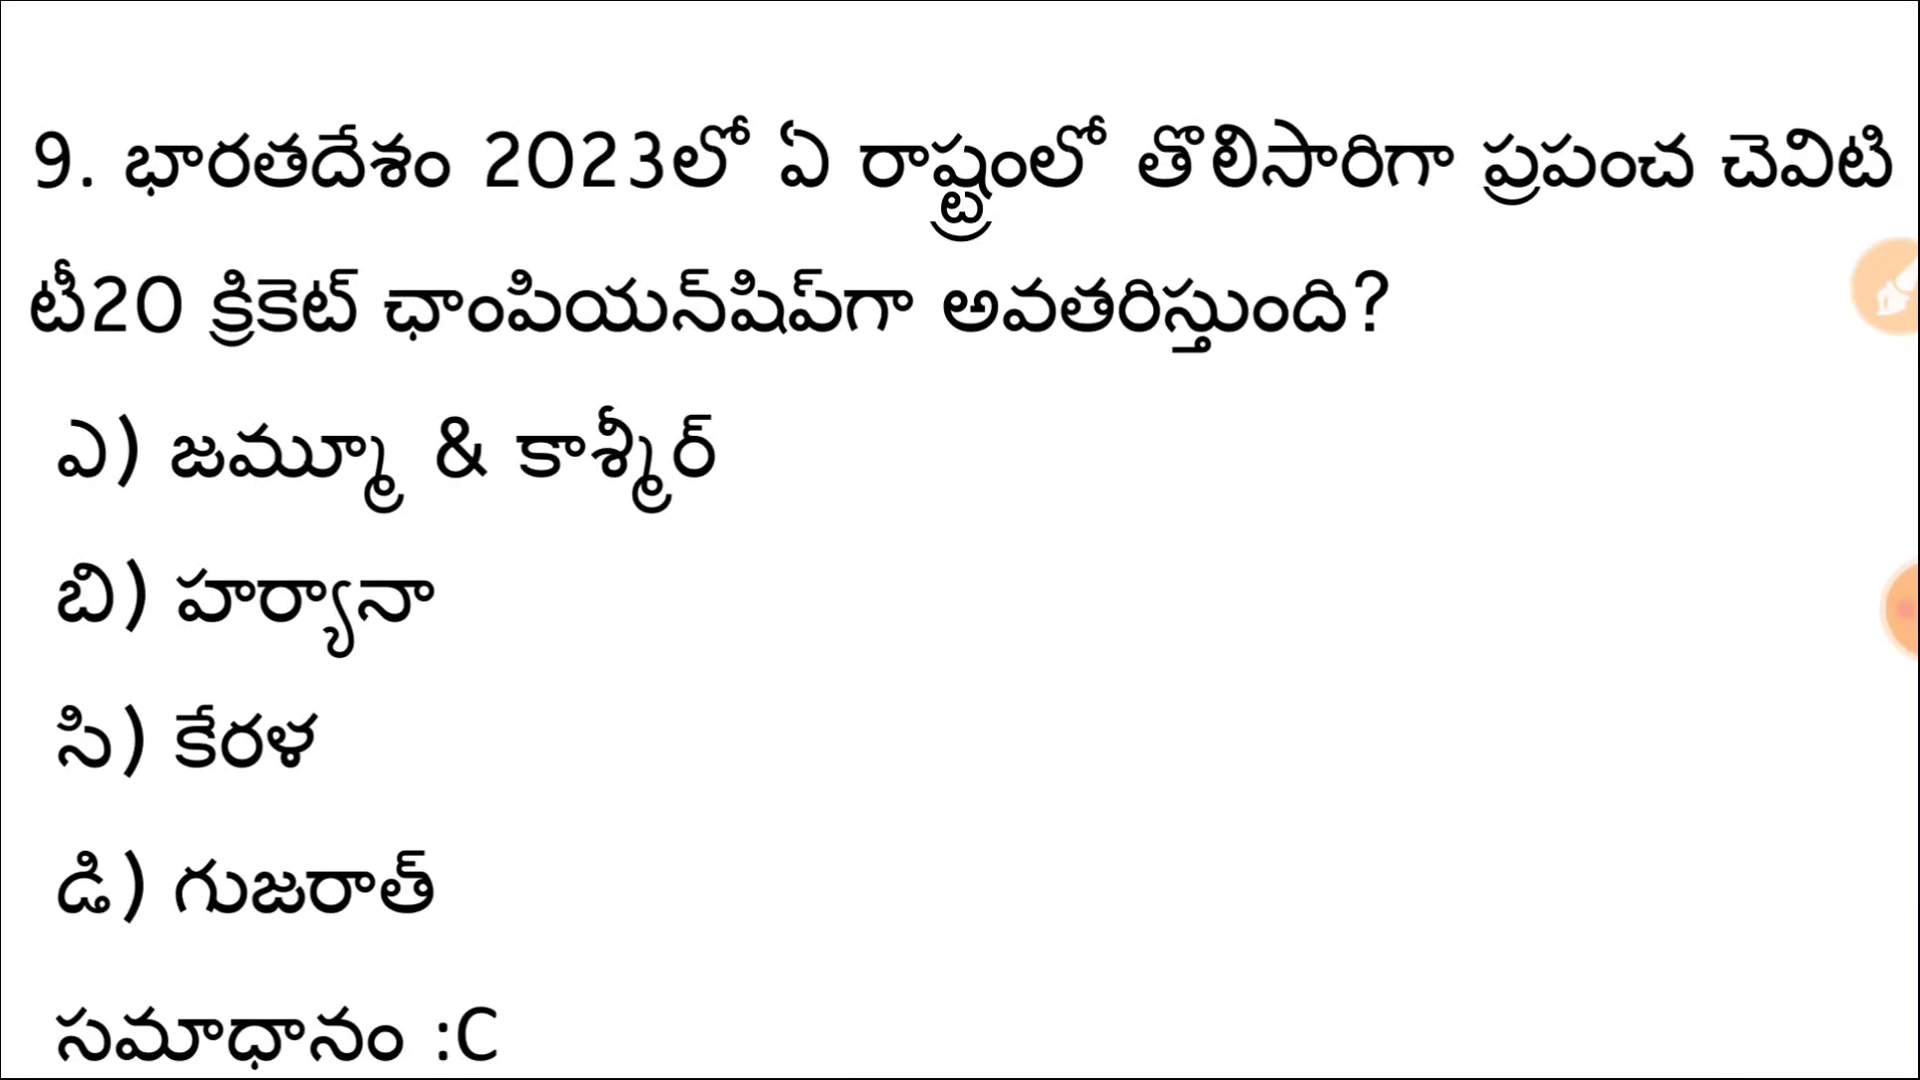 9. భారతదేశం 2023లో ఏ రాష్ట్రంలో తొలిసారిగా ప్రపంచ చెవిటి
టీ20 క్రికెట్ ఛాంపియన్‌షిప్‌గా అవతరిస్తుంది?
ఎ) జమ్మూ & కాశ్మీర్
బి) హర్యానా
సి) కేరళ
డి) గుజరాత్
సమాధానం :C